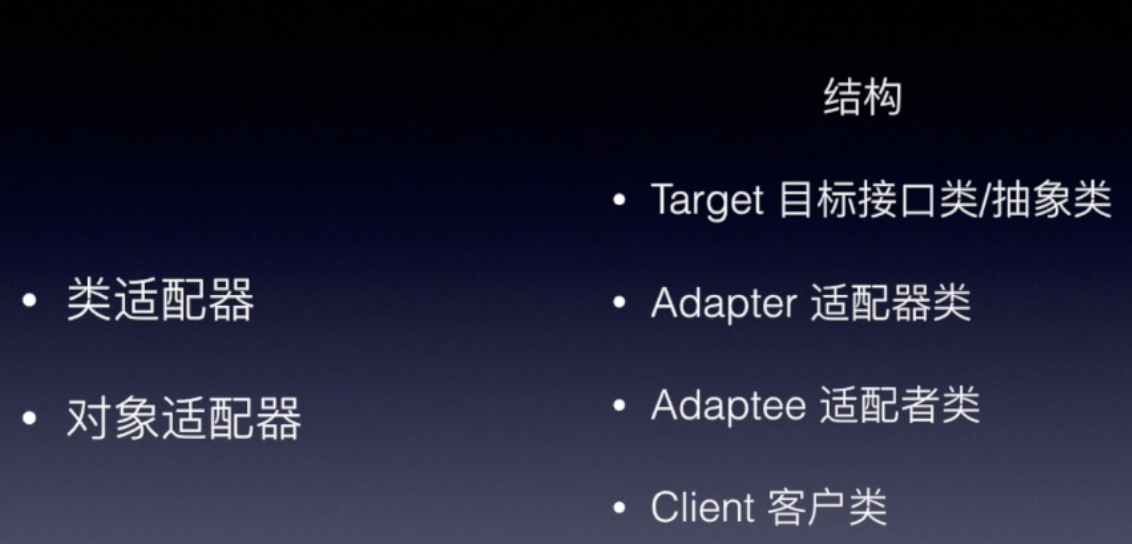 类适配器
对象适配器
结构
Target 目标接口类/抽象类
Adapter 适配器类
Adaptee 适配者类
Client 客户类